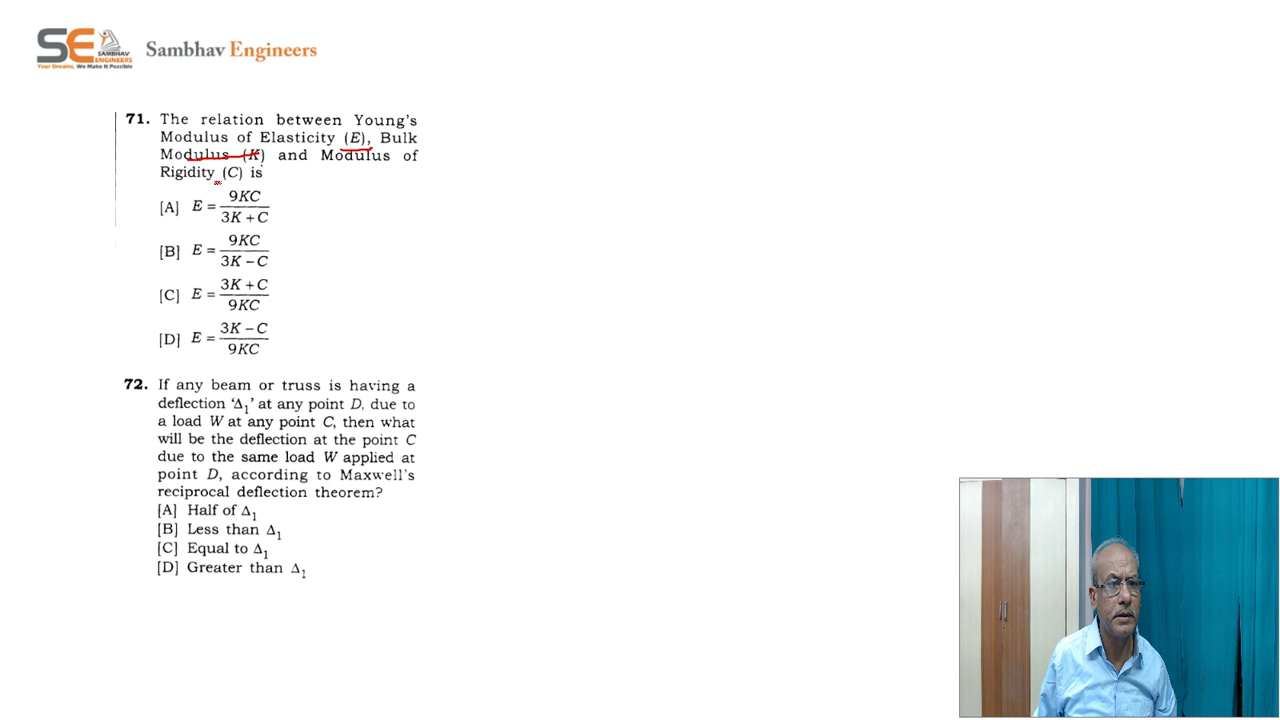 SE
SAMBHAV
ENGINEERS
Your Dreams, We Make it Possible
Sambhav Engineers
71. The relation between Young's
Modulus of Elasticity (E), Bulk
Modulus (K) and Modulus of
Rigidity (C) is
[A] E = 9KC / 3K + C
[B] E = 9KC / 3K − C
[C] E = 3K + C / 9KC
[D] E = 3K − C / 9KC
72. If any beam or truss is having a
deflection ‘Δ₁’ at any point D, due to
a load W at any point C, then what
will be the deflection at the point C
due to the same load W applied at
point D, according to Maxwell's
reciprocal deflection theorem?
[A] Half of Δ₁
[B] Less than Δ₁
[C] Equal to Δ₁
[D] Greater than Δ₁